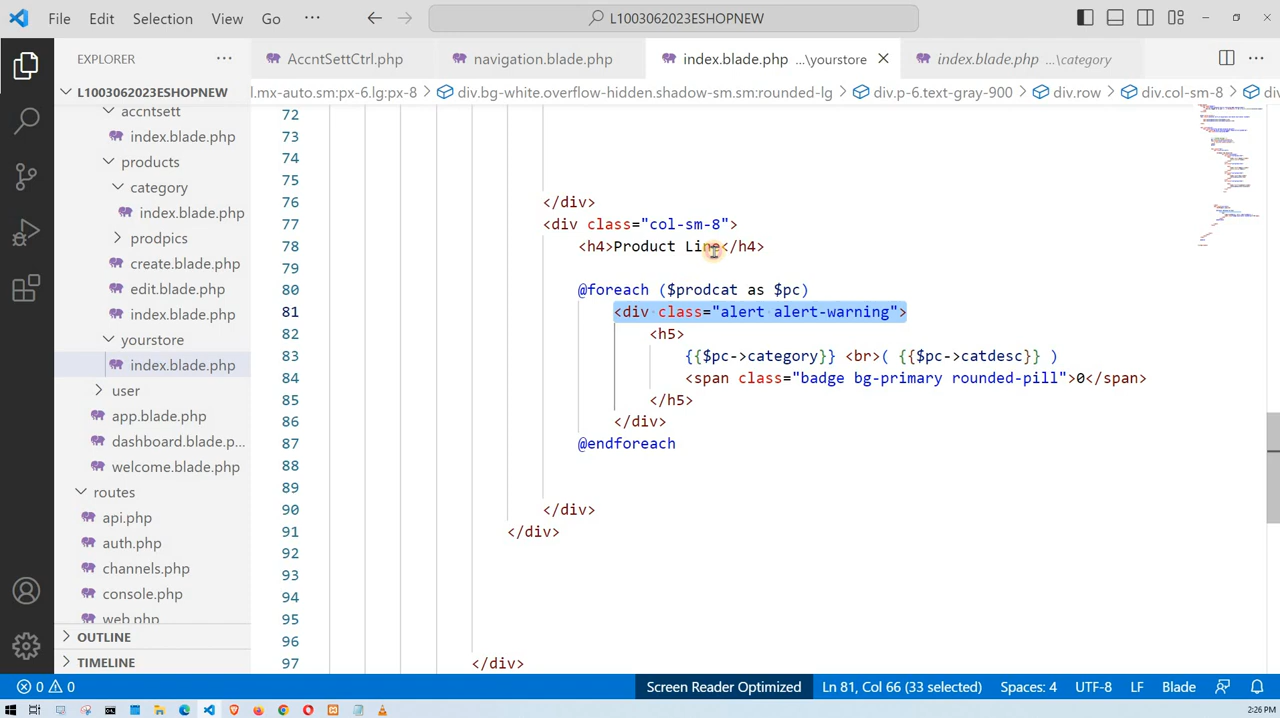 File Edit Selection View Go ··· L1003062023ESHOPNEW
EXPLORER ···
AccntSettCtrl.php navigation.blade.php index.blade.php ...\yourstore index.blade.php ...\category ···
L1003062023ESHOPNEW
l.mx-auto.sm:px-6.lg:px-8 > div.bg-white.overflow-hidden.shadow-sm.sm:rounded-lg > div.p-6.text-gray-900 > div.row > div.col-sm-8 >
accntsett
index.blade.php
products
category
index.blade.php
prodpics
create.blade.php
edit.blade.php
index.blade.php
yourstore
index.blade.php
user
app.blade.php
dashboard.blade.p...
welcome.blade.php
routes
api.php
auth.php
channels.php
console.php
web.php
OUTLINE
TIMELINE
72
73
74
75
76 </div>
77 <div class="col-sm-8">
78 <h4>Product Line</h4>
79
80 @foreach ($prodcat as $pc)
81 <div class="alert alert-warning">
82 <h5>
83 {{$pc->category}} <br>( {{$pc->catdesc}} )
84 <span class="badge bg-primary rounded-pill">0</span>
85 </h5>
86 </div>
87 @endforeach
88
89
90 </div>
91 </div>
92
93
94
95
96
97 </div>
0 0 Screen Reader Optimized Ln 81, Col 66 (33 selected) Spaces: 4 UTF-8 LF Blade
2:26 PM